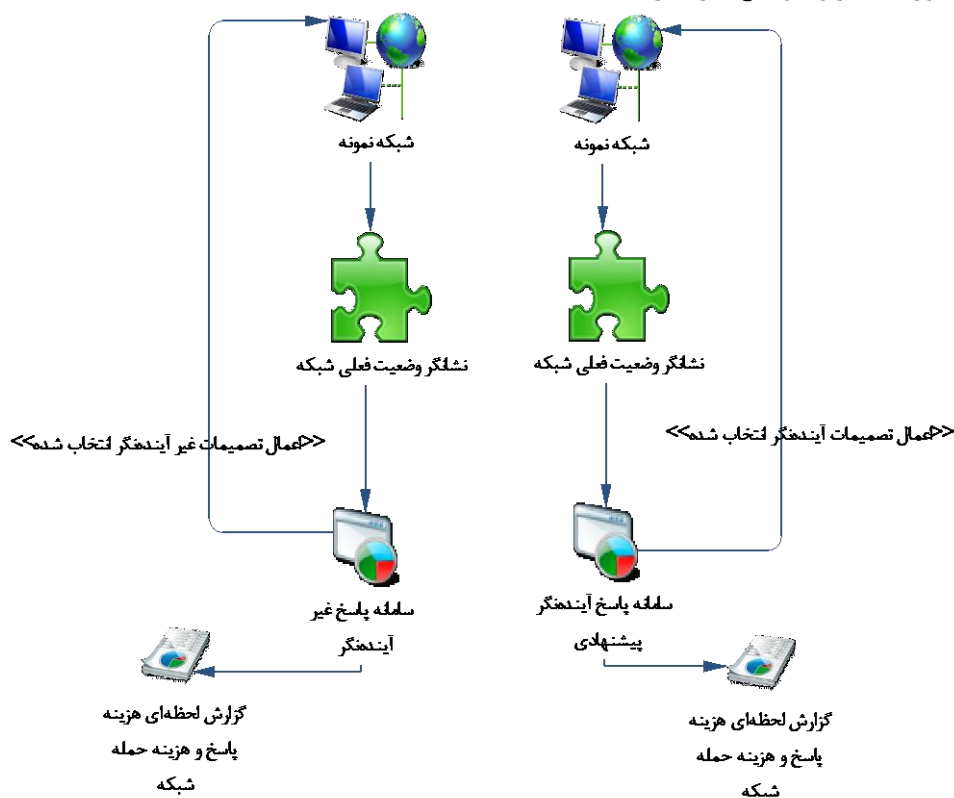 شبکه نمونه
نشانگر وضعیت فعلی شبکه
<<اعمال تصمیمات آینده‌نگر انتخاب شده>>
سامانه پاسخ آینده‌نگر
پیشنهادی
گزارش لحظه‌ای هزینه
پاسخ و هزینه حمله
شبکه
شبکه نمونه
نشانگر وضعیت فعلی شبکه
<<اعمال تصمیمات غیر آینده‌نگر انتخاب شده>>
سامانه پاسخ غیر
آینده‌نگر
گزارش لحظه‌ای هزینه
پاسخ و هزینه حمله
شبکه